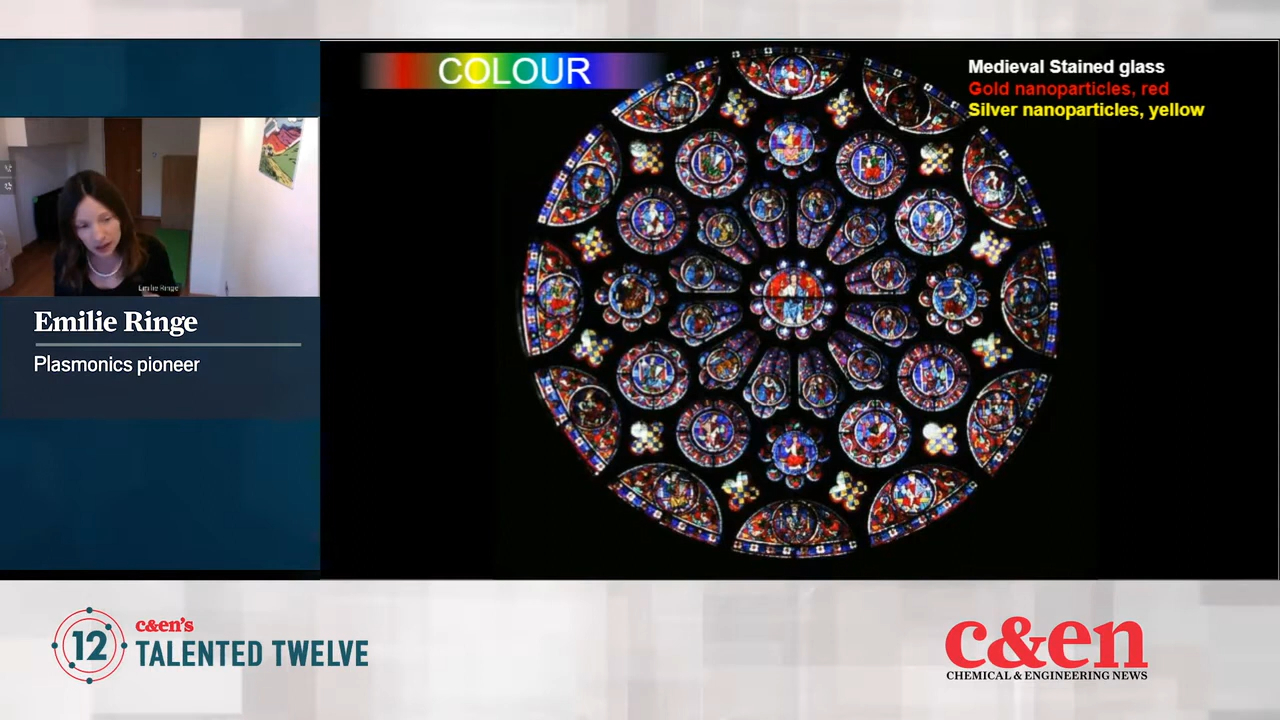 COLOUR
Medieval Stained glass
Gold nanoparticles, red
Silver nanoparticles, yellow
Emilie Ringe
Emilie Ringe
Plasmonics pioneer
12
c&en's
TALENTED TWELVE
c&en
CHEMICAL & ENGINEERING NEWS